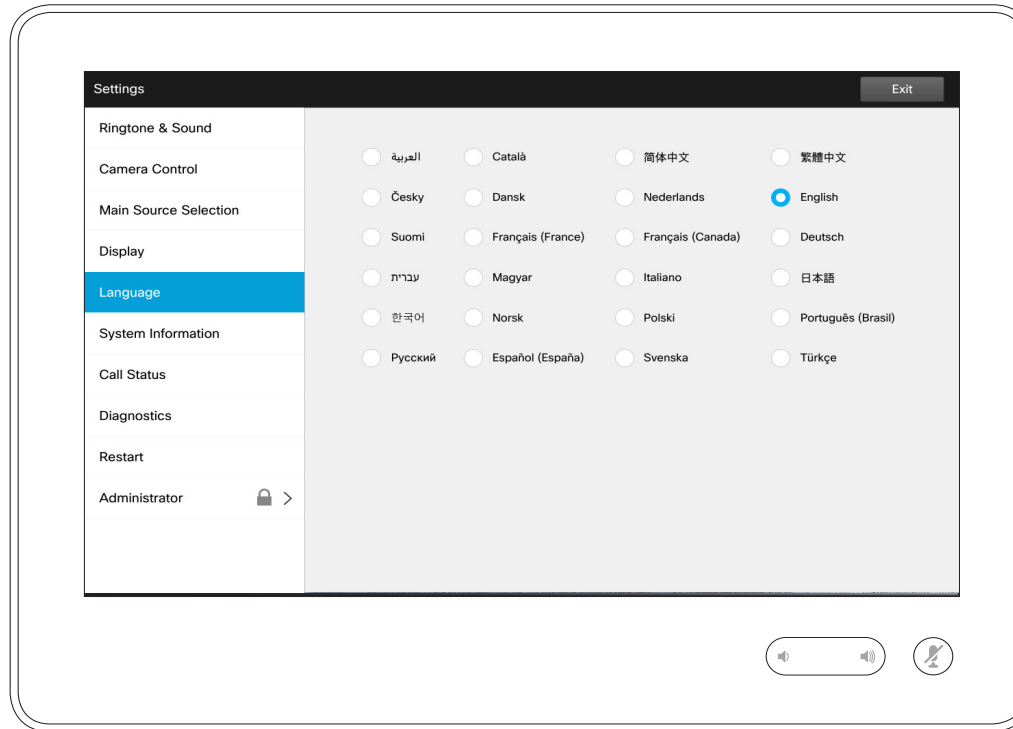 Settings
Exit
Ringtone & Sound
Camera Control
Main Source Selection
Display
Language
System Information
Call Status
Diagnostics
Restart
Administrator
العربية Català 简体中文 繁體中文
Česky Dansk Nederlands English
Suomi Français (France) Français (Canada) Deutsch
עברית Magyar Italiano 日本語
한국어 Norsk Polski Português (Brasil)
Русский Español (España) Svenska Türkçe